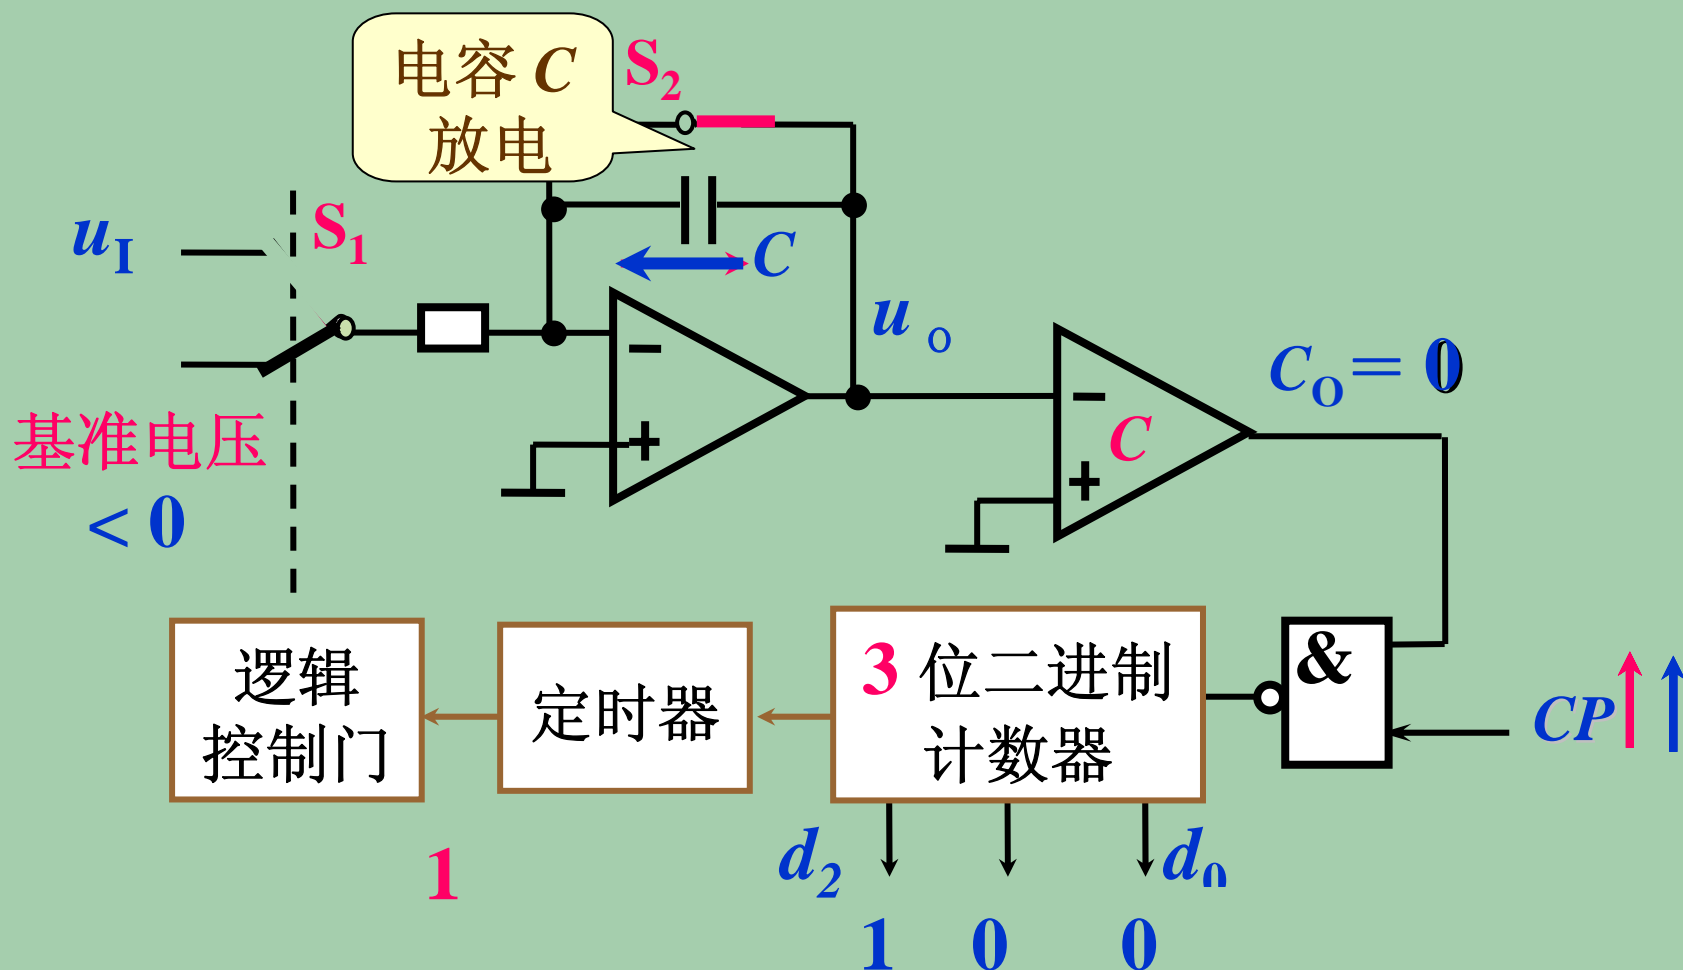 电容 C
放电
S2
uI
S1
C
u o
CO= 0
−
+
−
C
+
基准电压
< 0
逻辑
控制门
定时器
3 位二进制
计数器
&
CP
1
d2
d0
1 0 0